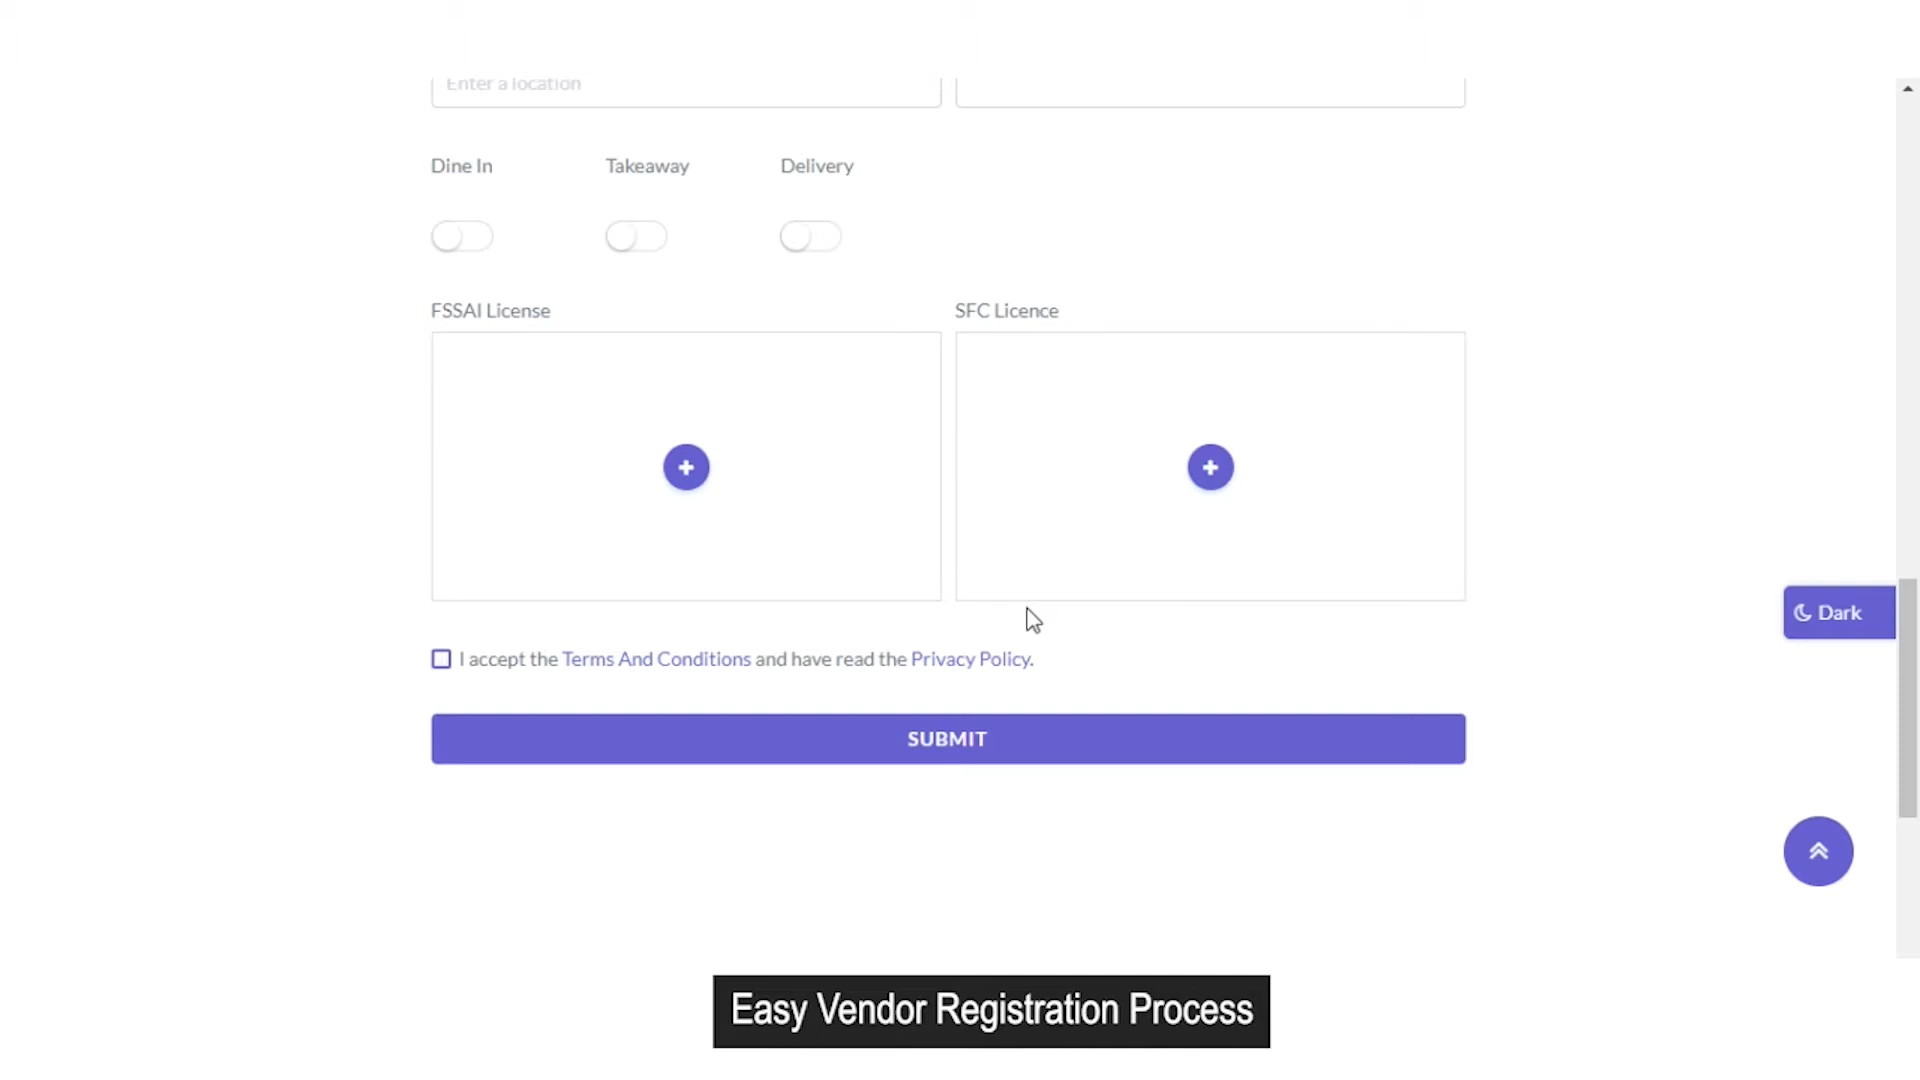 Enter a location
Dine In Takeaway Delivery
FSSAI License SFC Licence
I accept the Terms And Conditions and have read the Privacy Policy.
Dark
SUBMIT
Easy Vendor Registration Process